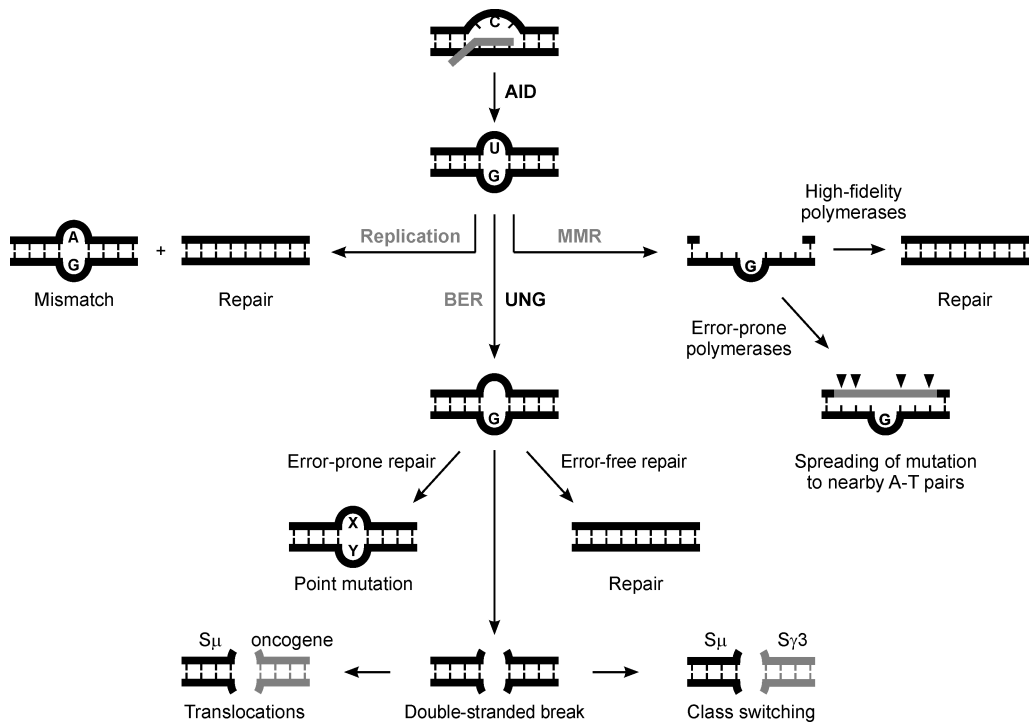 C
AID
U
G
High-fidelity
polymerases
Replication
MMR
A
G
+
G
Mismatch
Repair
Repair
BER
UNG
Error-prone
polymerases
G
G
Error-prone repair
Error-free repair
Spreading of mutation
to nearby A-T pairs
X
Y
Point mutation
Repair
Sμ
oncogene
Sμ
Sγ3
Translocations
Double-stranded break
Class switching